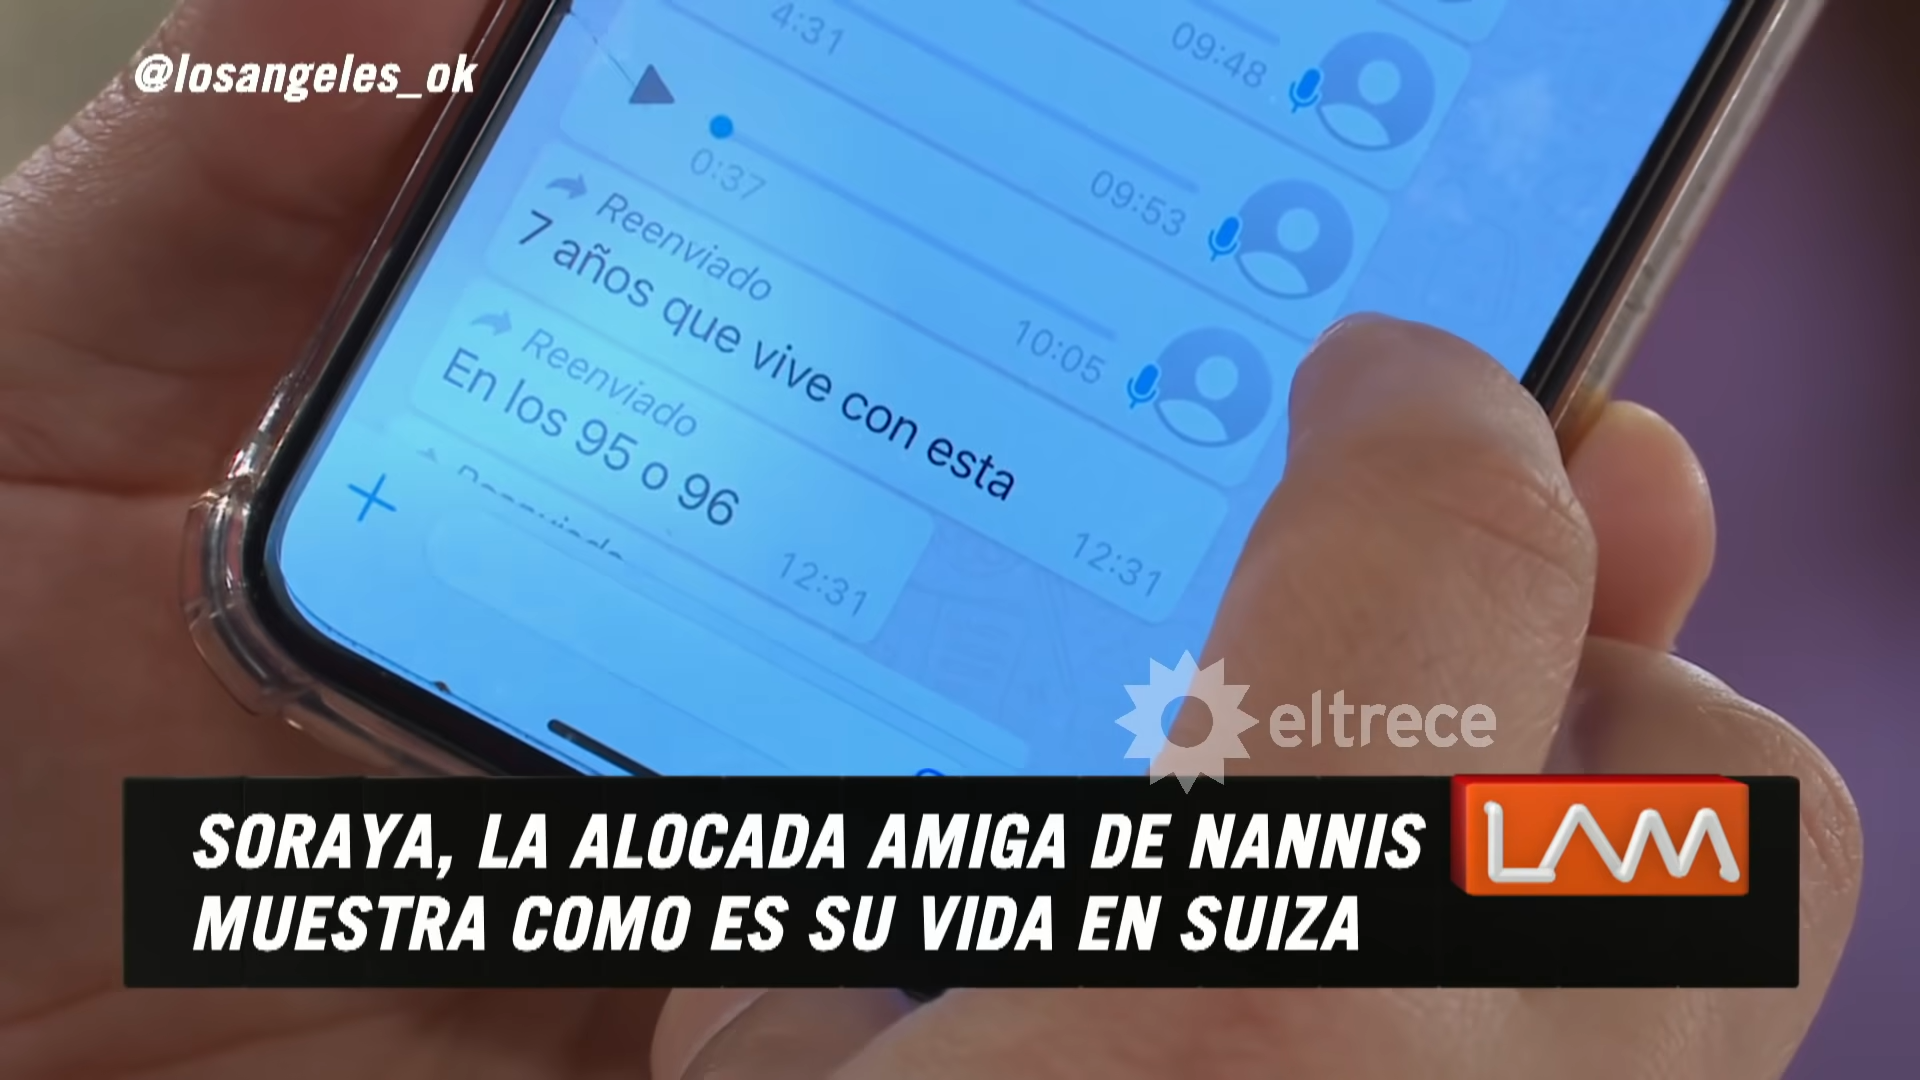 @losangeles_ok
4:31
09:48
0:37
09:53
10:05
Reenviado
7 años que vive con esta
12:31
Reenviado
En los 95 o 96
12:31
Reenviado
eltrece
SORAYA, LA ALOCADA AMIGA DE NANNIS
MUESTRA COMO ES SU VIDA EN SUIZA
LAM